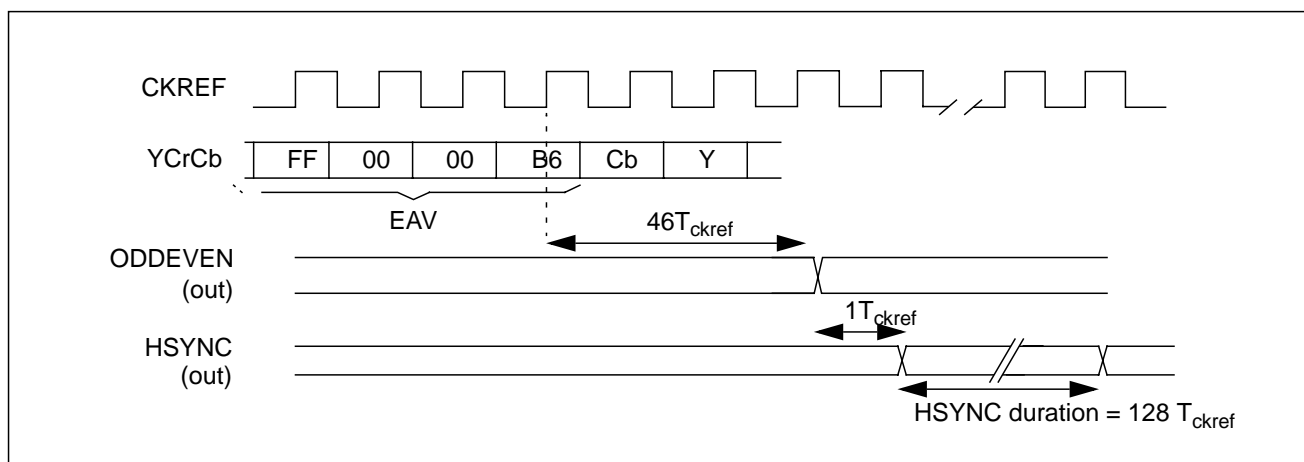 CKREF
YCrCb FF 00 00 B6 Cb Y
EAV
46Tckref
ODDEVEN
(out)
1Tckref
HSYNC
(out)
HSYNC duration = 128 Tckref